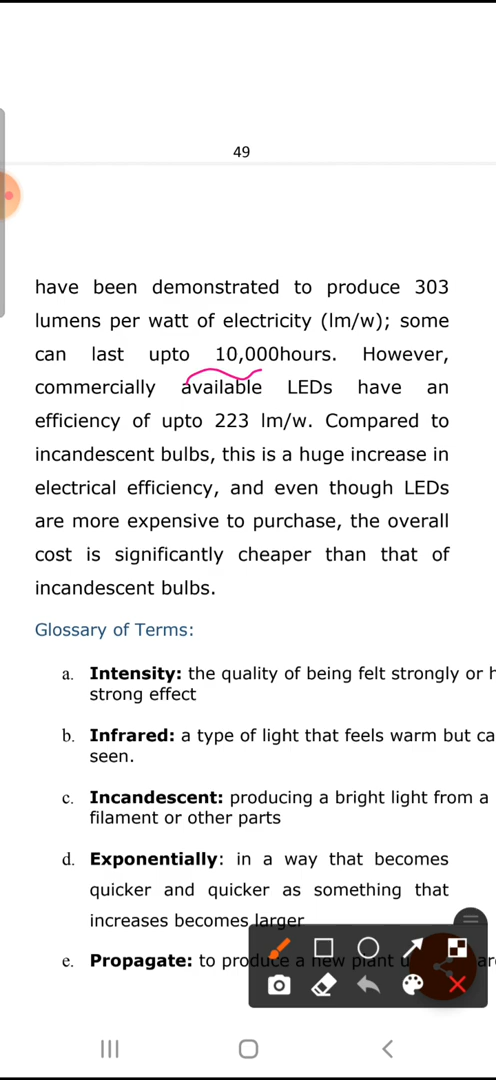 49
have been demonstrated to produce 303
lumens per watt of electricity (lm/w); some
can last upto 10,000hours. However,
commercially available LEDs have an
efficiency of upto 223 lm/w. Compared to
incandescent bulbs, this is a huge increase in
electrical efficiency, and even though LEDs
are more expensive to purchase, the overall
cost is significantly cheaper than that of
incandescent bulbs.
Glossary of Terms:
a. Intensity: the quality of being felt strongly or h
strong effect
b. Infrared: a type of light that feels warm but ca
seen.
c. Incandescent: producing a bright light from a
filament or other parts
d. Exponentially: in a way that becomes
quicker and quicker as something that
increases becomes larger
e. Propagate: to produce a new plant u